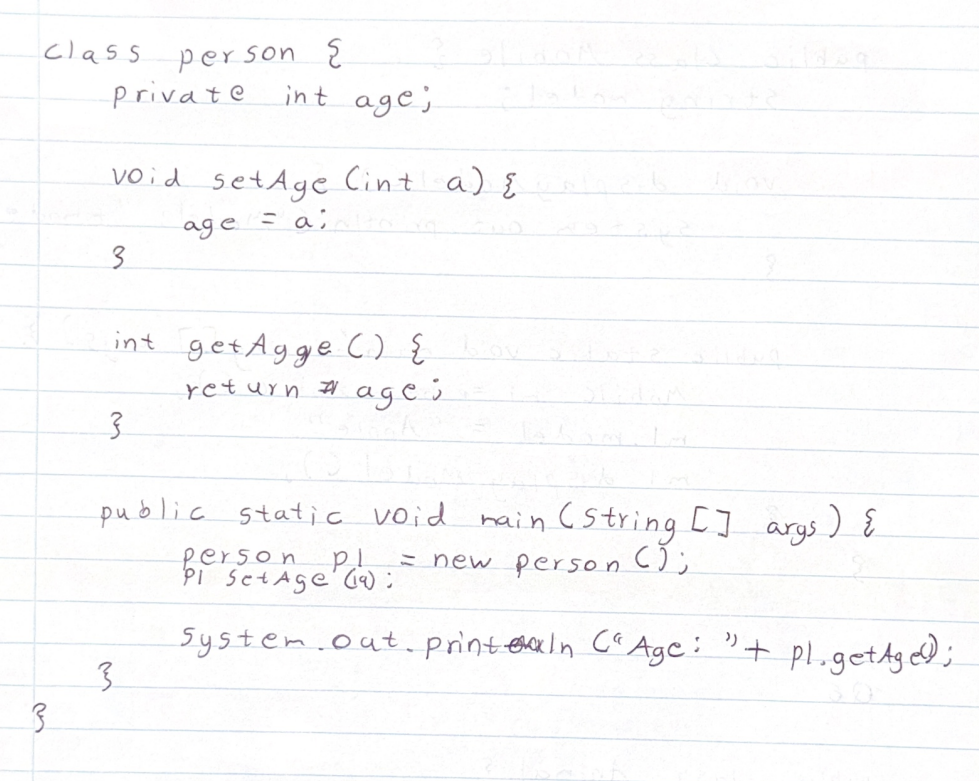 class person {
private int age;
void setAge (int a) {
age = a;
}
int getAgge () {
return age;
}
public static void main (string [] args) {
person p1 = new person ();
p1 setAge (19);
system.out.println ("Age: "+ p1.getAge());
}
}